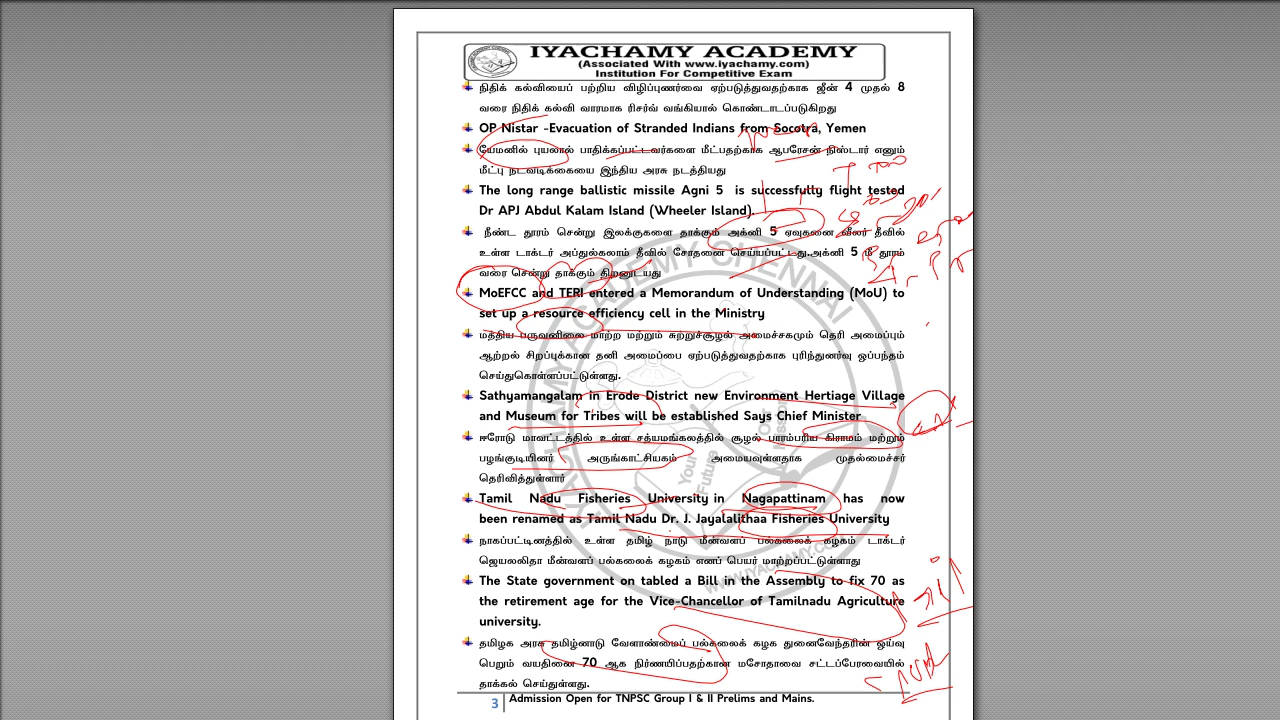 IYACHAMY ACADEMY
(Associated With www.iyachamy.com)
Institution For Competitive Exam
நிதிக் கல்வியைப் பற்றிய விழிப்புணர்வை ஏற்படுத்துவதற்காக ஜீன் 4 முதல் 8
வரை நிதிக் கல்வி வாரமாக ரிசர்வ் வங்கியால் கொண்டாடப்படுகிறது
OP Nistar -Evacuation of Stranded Indians from Socotra, Yemen
யேமனில் புயலால் பாதிக்கப்பட்டவர்களை மீட்பதற்காக ஆபரேசன் நிஸ்டார் எனும்
மீட்பு நடவடிக்கையை இந்திய அரசு நடத்தியது
The long range ballistic missile Agni 5 is successfully flight tested
Dr APJ Abdul Kalam Island (Wheeler Island).
நீண்ட தூரம் சென்று இலக்குகளை தாக்கும் அக்னி 5 ஏவுகணை வீலர் தீவில்
உள்ள டாக்டர் அப்துல்கலாம் தீவில் சோதனை செய்யப்பட்டது.அக்னி 5 மீ தூரம்
வரை சென்று தாக்கும் திறனுடயது
MoEFCC and TERI entered a Memorandum of Understanding (MoU) to
set up a resource efficiency cell in the Ministry
மத்திய பருவனிலை மாற்ற மற்றும் சுற்றுச்சூழல் அமைச்சகமும் தெரி அமைப்பும்
ஆற்றல் சிறப்புக்கான தனி அமைப்பை ஏற்படுத்துவதற்காக புரிந்துனர்வு ஒப்பந்தம்
செய்துகொள்ளப்பட்டுள்ளது.
Sathyamangalam in Erode District new Environment Hertiage Village
and Museum for Tribes will be established Says Chief Minister
ஈரோடு மாவட்டத்தில் உள்ள சத்யமங்கலத்தில் சூழல் பாரம்பரிய கிராமம் மற்றும்
பழங்குடியினர் அருங்காட்சியகம் அமையவுள்ளதாக முதல்மைச்சர்
தெரிவித்துள்ளார்
Tamil Nadu Fisheries University in Nagapattinam has now
been renamed as Tamil Nadu Dr. J. Jayalalithaa Fisheries University
நாகப்பட்டினத்தில் உள்ள தமிழ் நாடு மீன்வளப் பல்கலைக் கழகம் டாக்டர்
ஜெயலலிதா மீன்வளப் பல்கலைக் கழகம் எனப் பெயர் மாற்றப்பட்டுள்ளாது
The State government on tabled a Bill in the Assembly to fix 70 as
the retirement age for the Vice-Chancellor of Tamilnadu Agriculture
university.
தமிழக அரசு தமிழ்னாடு வேளாண்மைப் பல்கலைக் கழக துனைவேந்தரின் ஒய்வு
பெறும் வயதினை 70 ஆக நிர்ணயிப்பதற்கான மசோதாவை சட்டப்பேரவையில்
தாக்கல் செய்துள்ளது.
3 Admission Open for TNPSC Group I & II Prelims and Mains.